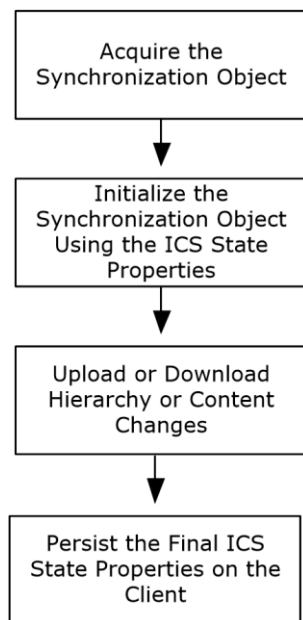 Acquire the
Synchronization Object
Initialize the
Synchronization Object
Using the ICS State
Properties
Upload or Download
Hierarchy or Content
Changes
Persist the Final ICS
State Properties on the
Client